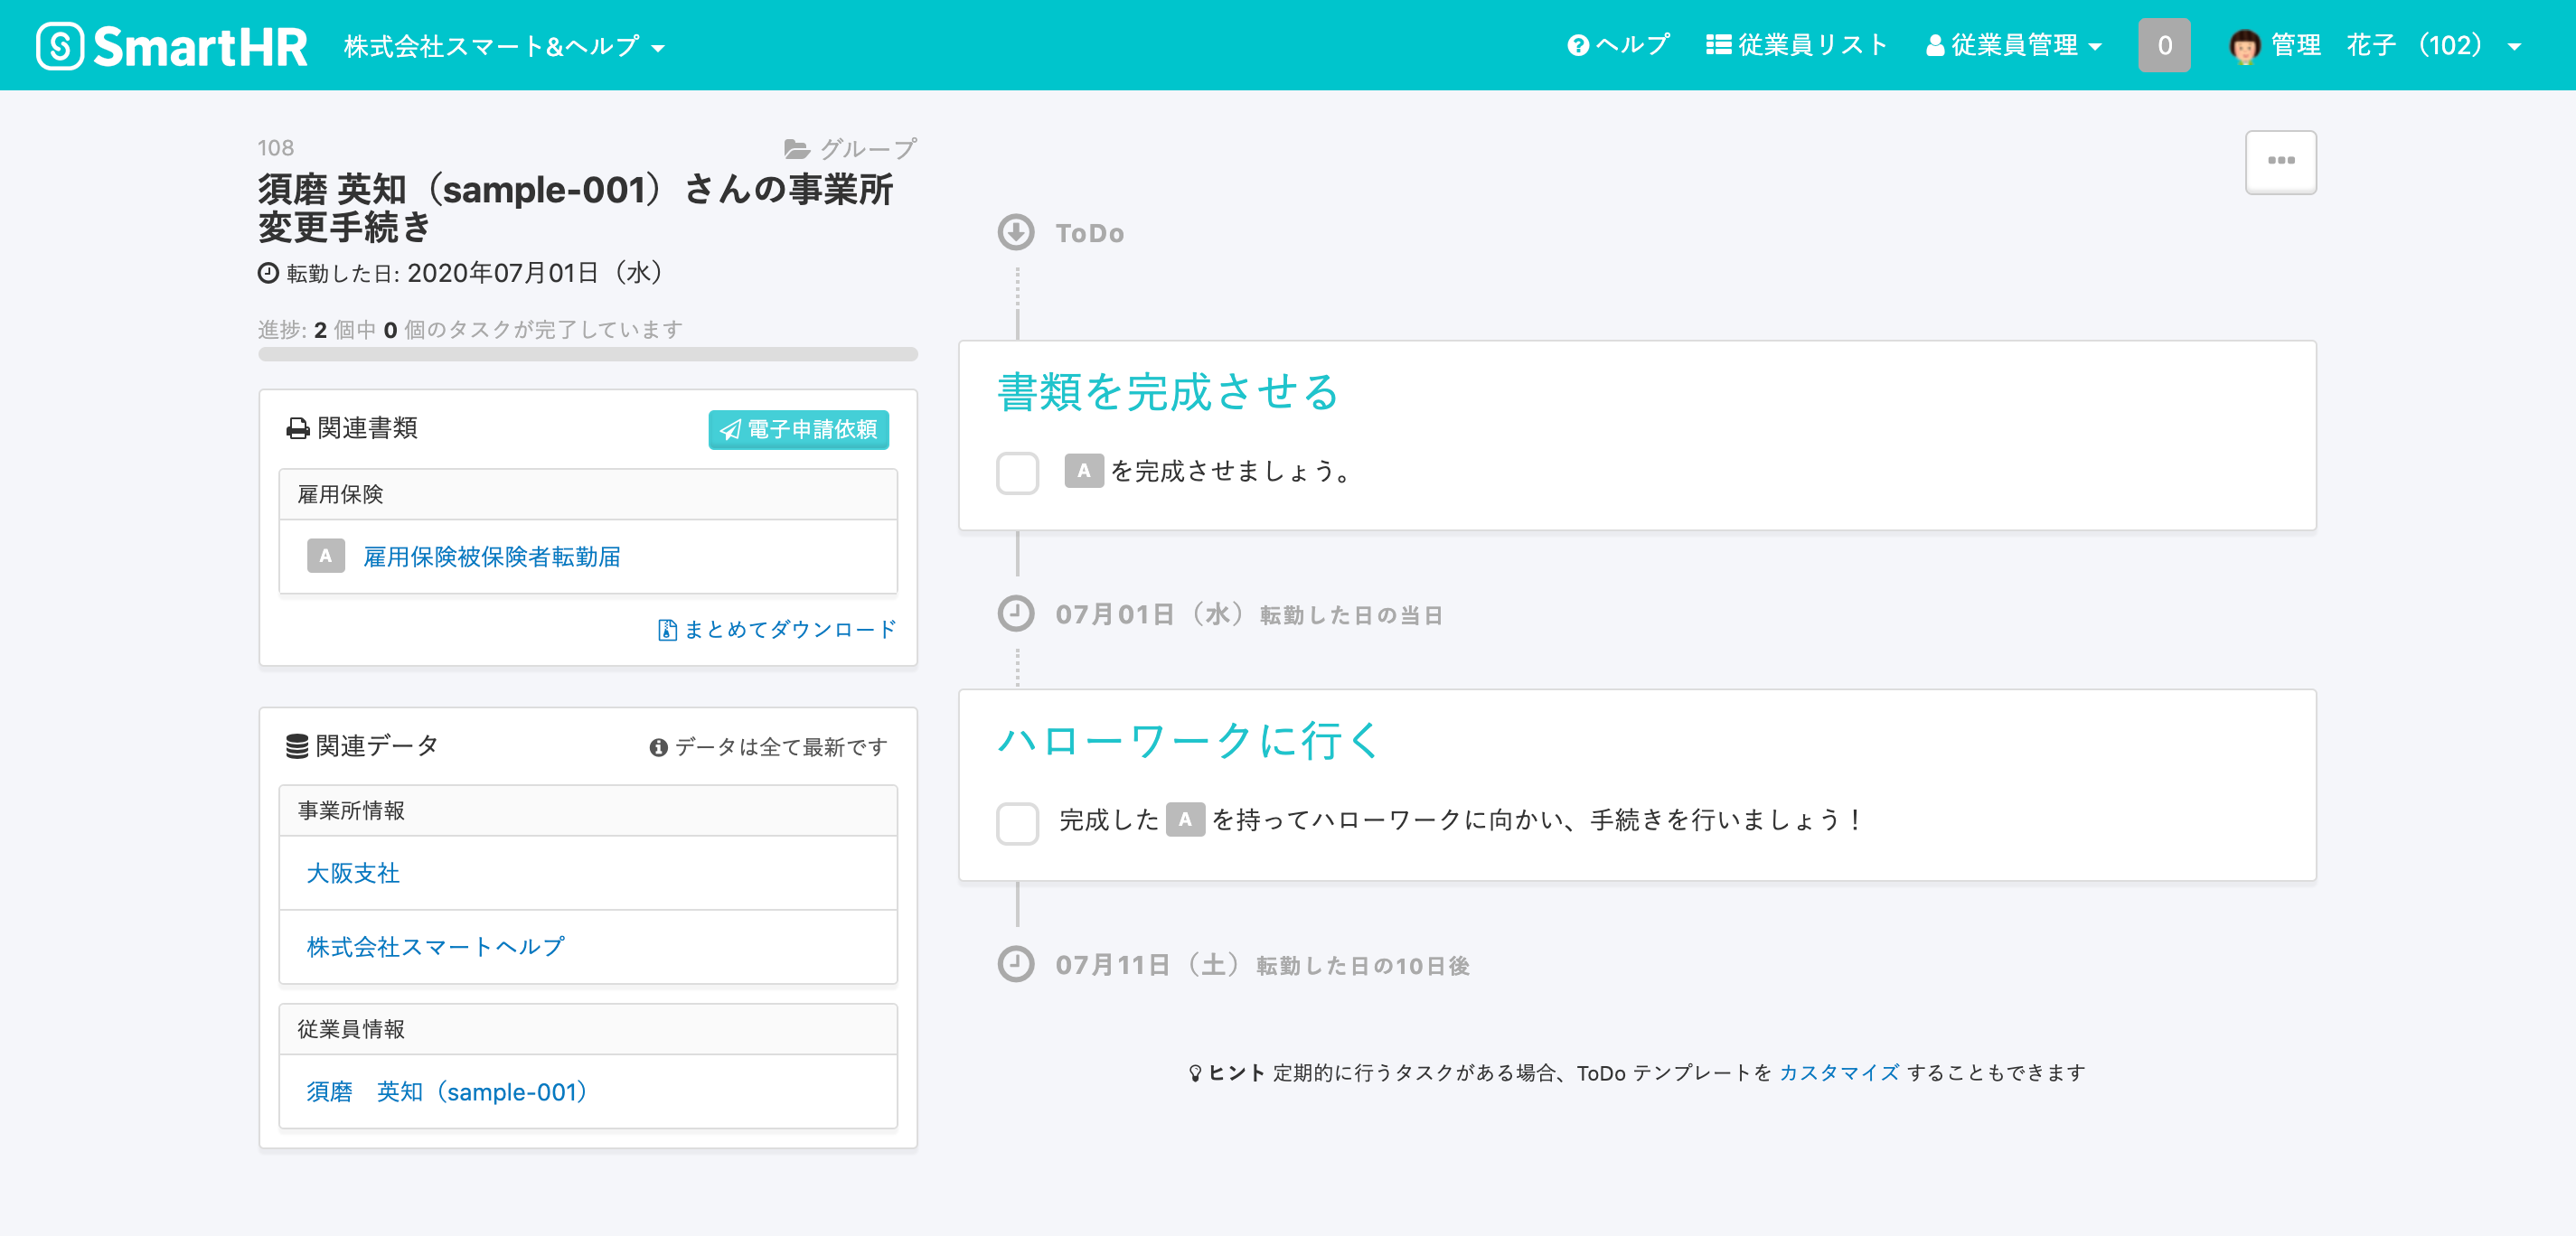 SmartHR 株式会社スマート&ヘルプ ヘルプ 従業員リスト 従業員管理 0 管理 花子 （102）
108 グループ
須磨 英知（sample-001）さんの事業所
変更手続き
転勤した日: 2020年07月01日（水）
進捗: 2 個中 0 個のタスクが完了しています
関連書類 電子申請依頼
雇用保険
A 雇用保険被保険者転勤届
まとめてダウンロード
関連データ データは全て最新です
事業所情報
大阪支社
株式会社スマートヘルプ
従業員情報
須磨 英知（sample-001）
ToDo
書類を完成させる
A を完成させましょう。
07月01日（水）転勤した日の当日
ハローワークに行く
完成した A を持ってハローワークに向かい、手続きを行いましょう！
07月11日（土）転勤した日の10日後
ヒント 定期的に行うタスクがある場合、ToDo テンプレートを カスタマイズ することもできます